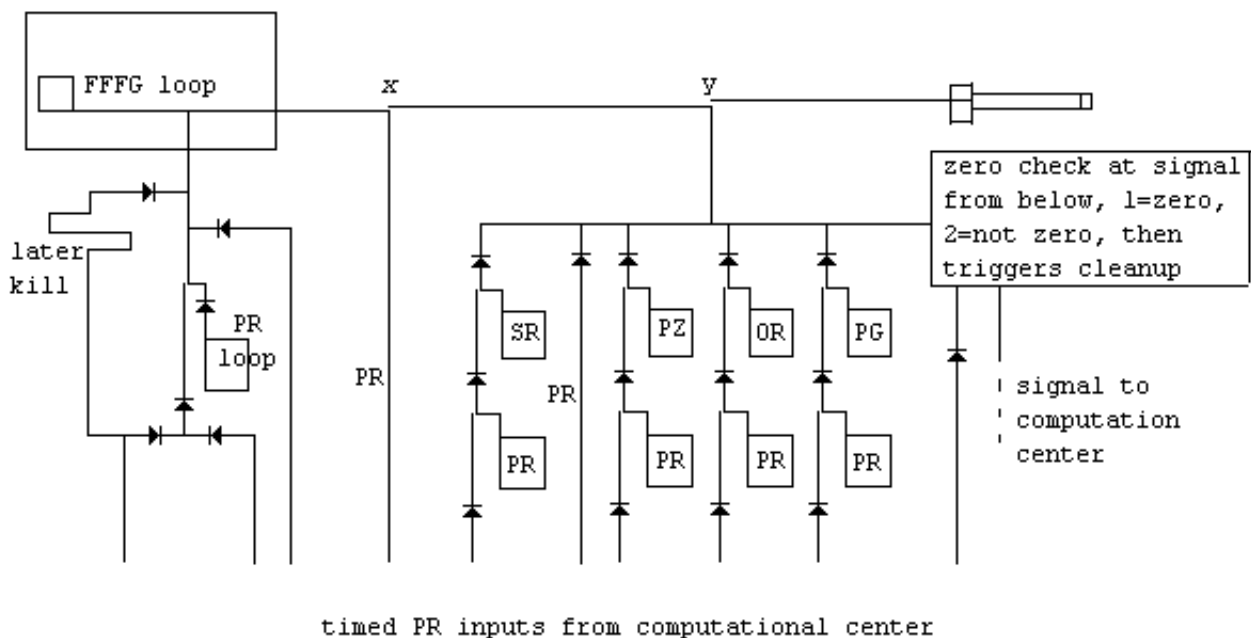 FFFG loop
x
y
zero check at signal
from below, 1=zero,
2=not zero, then
triggers cleanup
later
kill
PR
loop
PR
SR
PR
PR
PZ
PR
OR
PR
PG
PR
signal to
computation
center
timed PR inputs from computational center